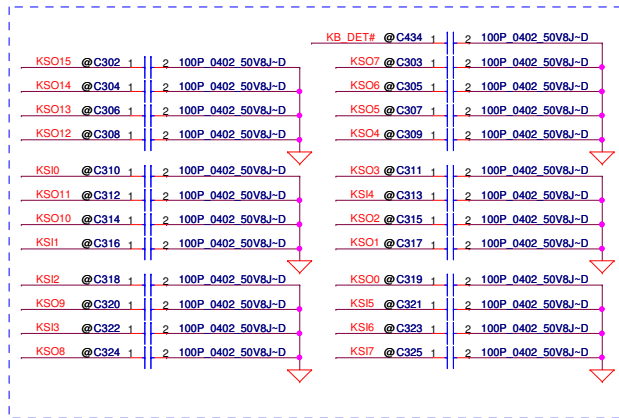 KB_DET# @C434 1 2 100P_0402_50V8J~D
KSO15 @C302 1 2 100P_0402_50V8J~D KSO7 @C303 1 2 100P_0402_50V8J~D
KSO14 @C304 1 2 100P_0402_50V8J~D KSO6 @C305 1 2 100P_0402_50V8J~D
KSO13 @C306 1 2 100P_0402_50V8J~D KSO5 @C307 1 2 100P_0402_50V8J~D
KSO12 @C308 1 2 100P_0402_50V8J~D KSO4 @C309 1 2 100P_0402_50V8J~D
KSI0 @C310 1 2 100P_0402_50V8J~D KSO3 @C311 1 2 100P_0402_50V8J~D
KSO11 @C312 1 2 100P_0402_50V8J~D KSI4 @C313 1 2 100P_0402_50V8J~D
KSO10 @C314 1 2 100P_0402_50V8J~D KSO2 @C315 1 2 100P_0402_50V8J~D
KSI1 @C316 1 2 100P_0402_50V8J~D KSO1 @C317 1 2 100P_0402_50V8J~D
KSI2 @C318 1 2 100P_0402_50V8J~D KSO0 @C319 1 2 100P_0402_50V8J~D
KSO9 @C320 1 2 100P_0402_50V8J~D KSI5 @C321 1 2 100P_0402_50V8J~D
KSI3 @C322 1 2 100P_0402_50V8J~D KSI6 @C323 1 2 100P_0402_50V8J~D
KSO8 @C324 1 2 100P_0402_50V8J~D KSI7 @C325 1 2 100P_0402_50V8J~D